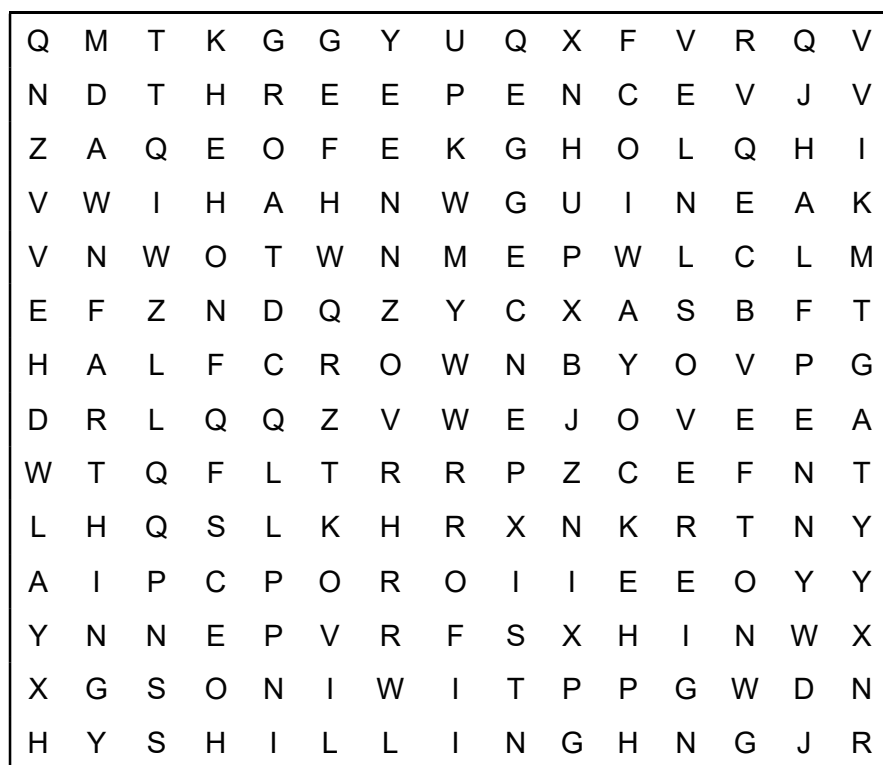 Q M T K G G Y U Q X F V R Q V
N D T H R E E P E N C E V J V
Z A Q E O F E K G H O L Q H I
V W I H A H N W G U I N E A K
V N W O T W N M E P W L C L M
E F Z N D Q Z Y C X A S B F T
H A L F C R O W N B Y O V P G
D R L Q Q Z V W E J O V E E A
W T Q F L T R R P Z C E F N T
L H Q S L K H R X N K R T N Y
A I P C P O R O I I E E O Y Y
Y N N E P V R F S X H I N W X
X G S O N I W I T P P G W D N
H Y S H I L L I N G H N G J R